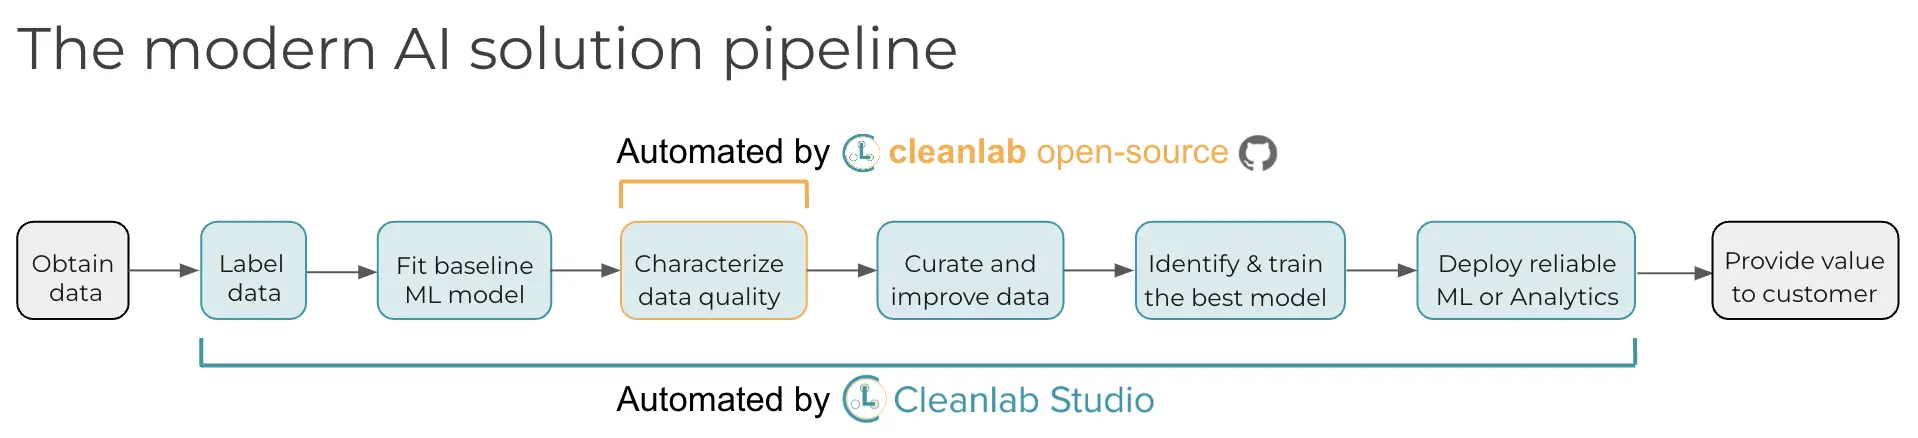 The modern AI solution pipeline
Automated by cleanlab open-source
Obtain
data
Label
data
Fit baseline
ML model
Characterize
data quality
Curate and
improve data
Identify & train
the best model
Deploy reliable
ML or Analytics
Provide value
to customer
Automated by Cleanlab Studio